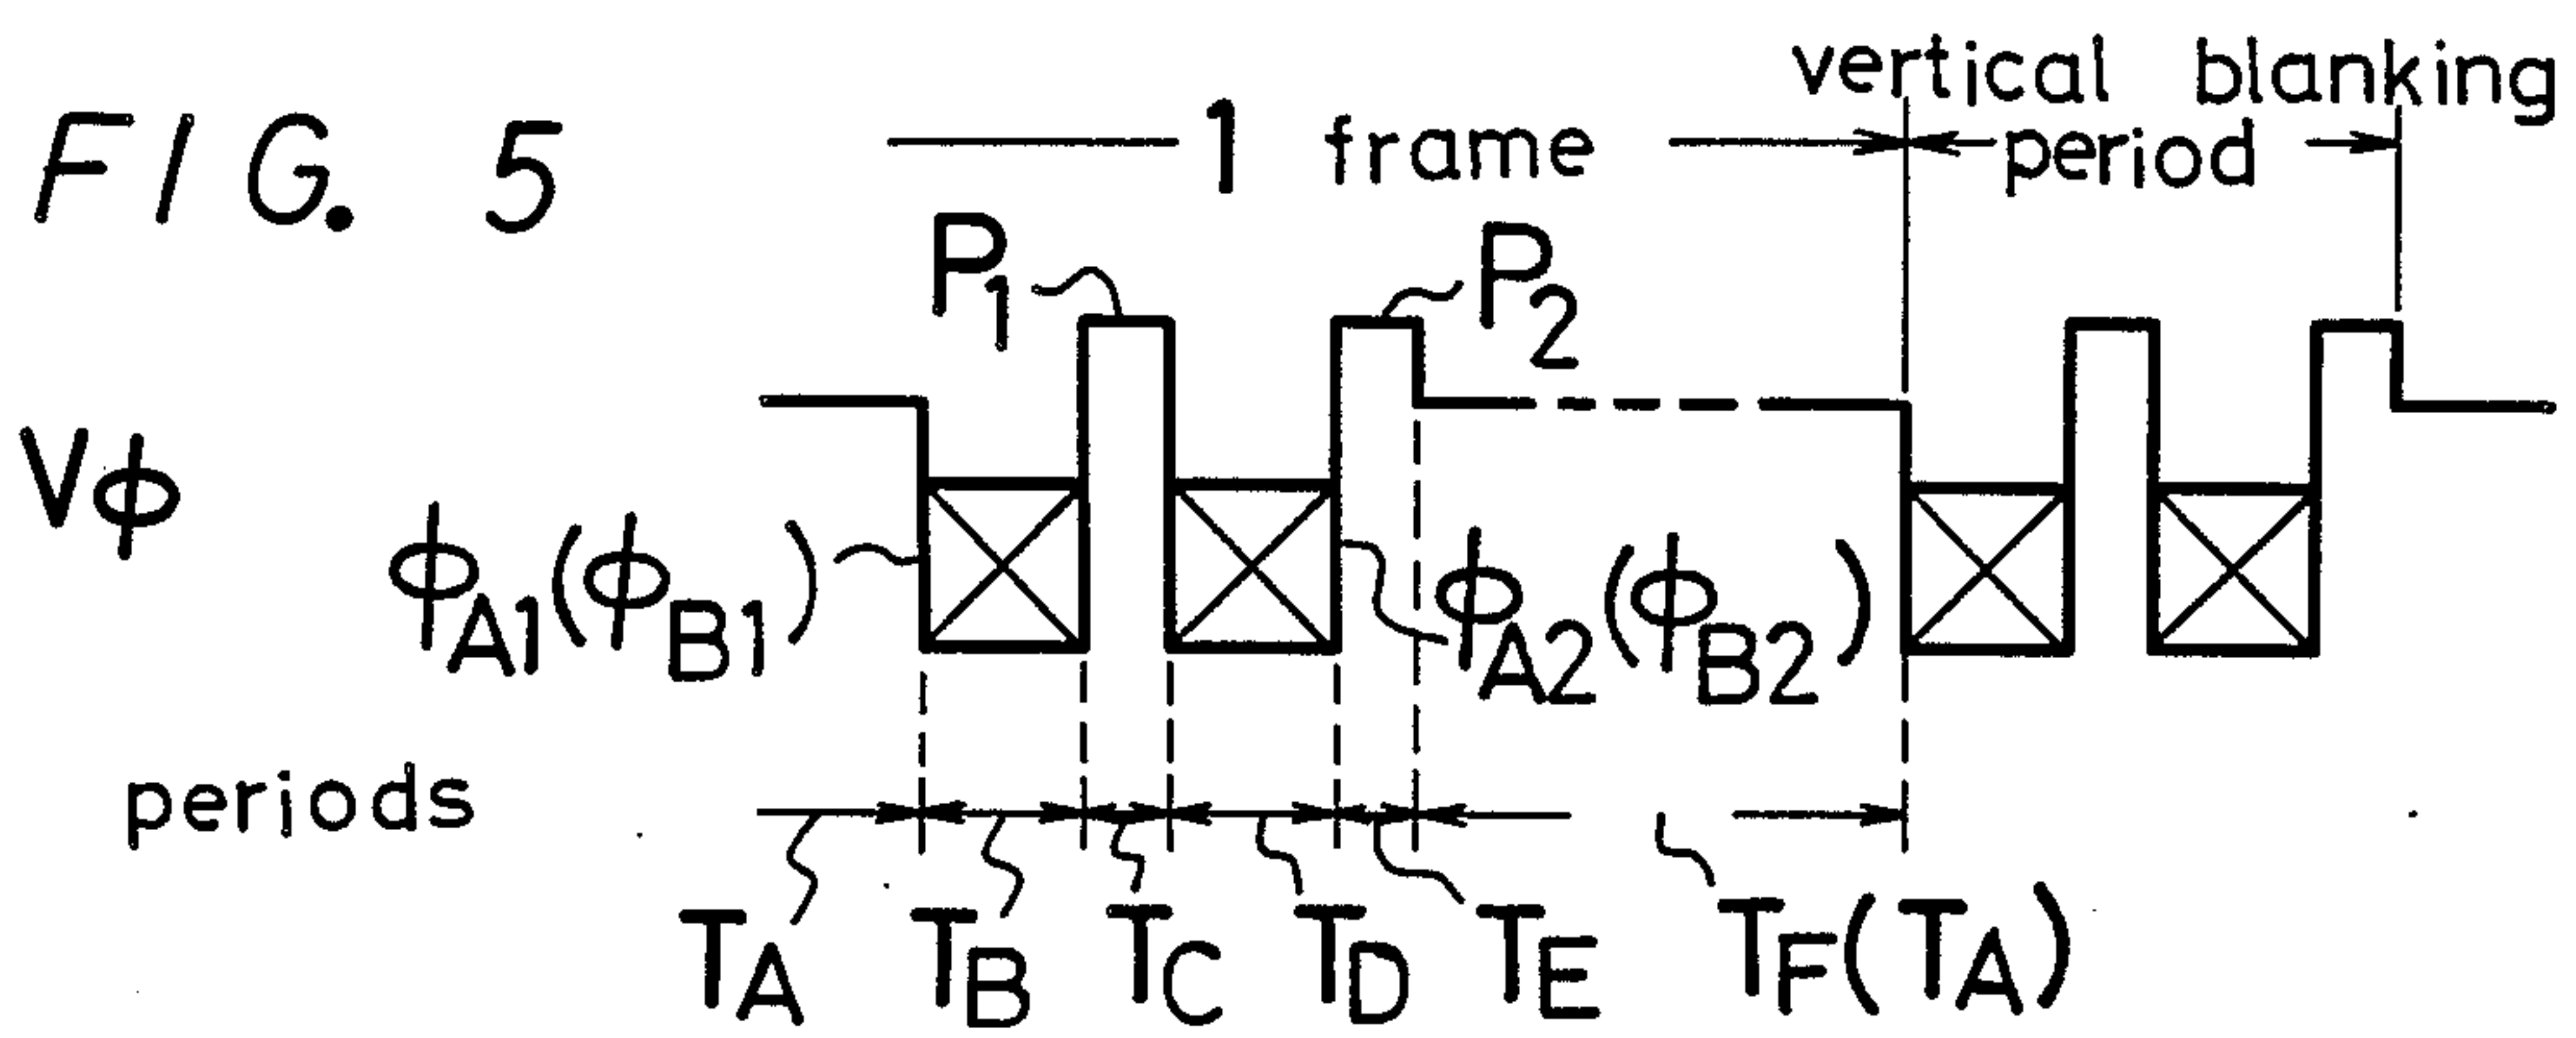 FIG. 5
1 frame
vertical blanking
period
P1
P2
Vϕ
ϕA1(ϕB1)
ϕA2(ϕB2)
periods
TA
TB
TC
TD
TE
TF(TA)